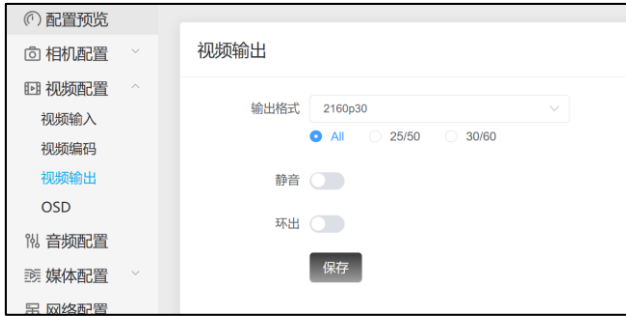 配置预览
相机配置
视频配置
视频输入
视频编码
视频输出
OSD
音频配置
媒体配置
网络配置
视频输出
输出格式 2160p30
All 25/50 30/60
静音
环出
保存